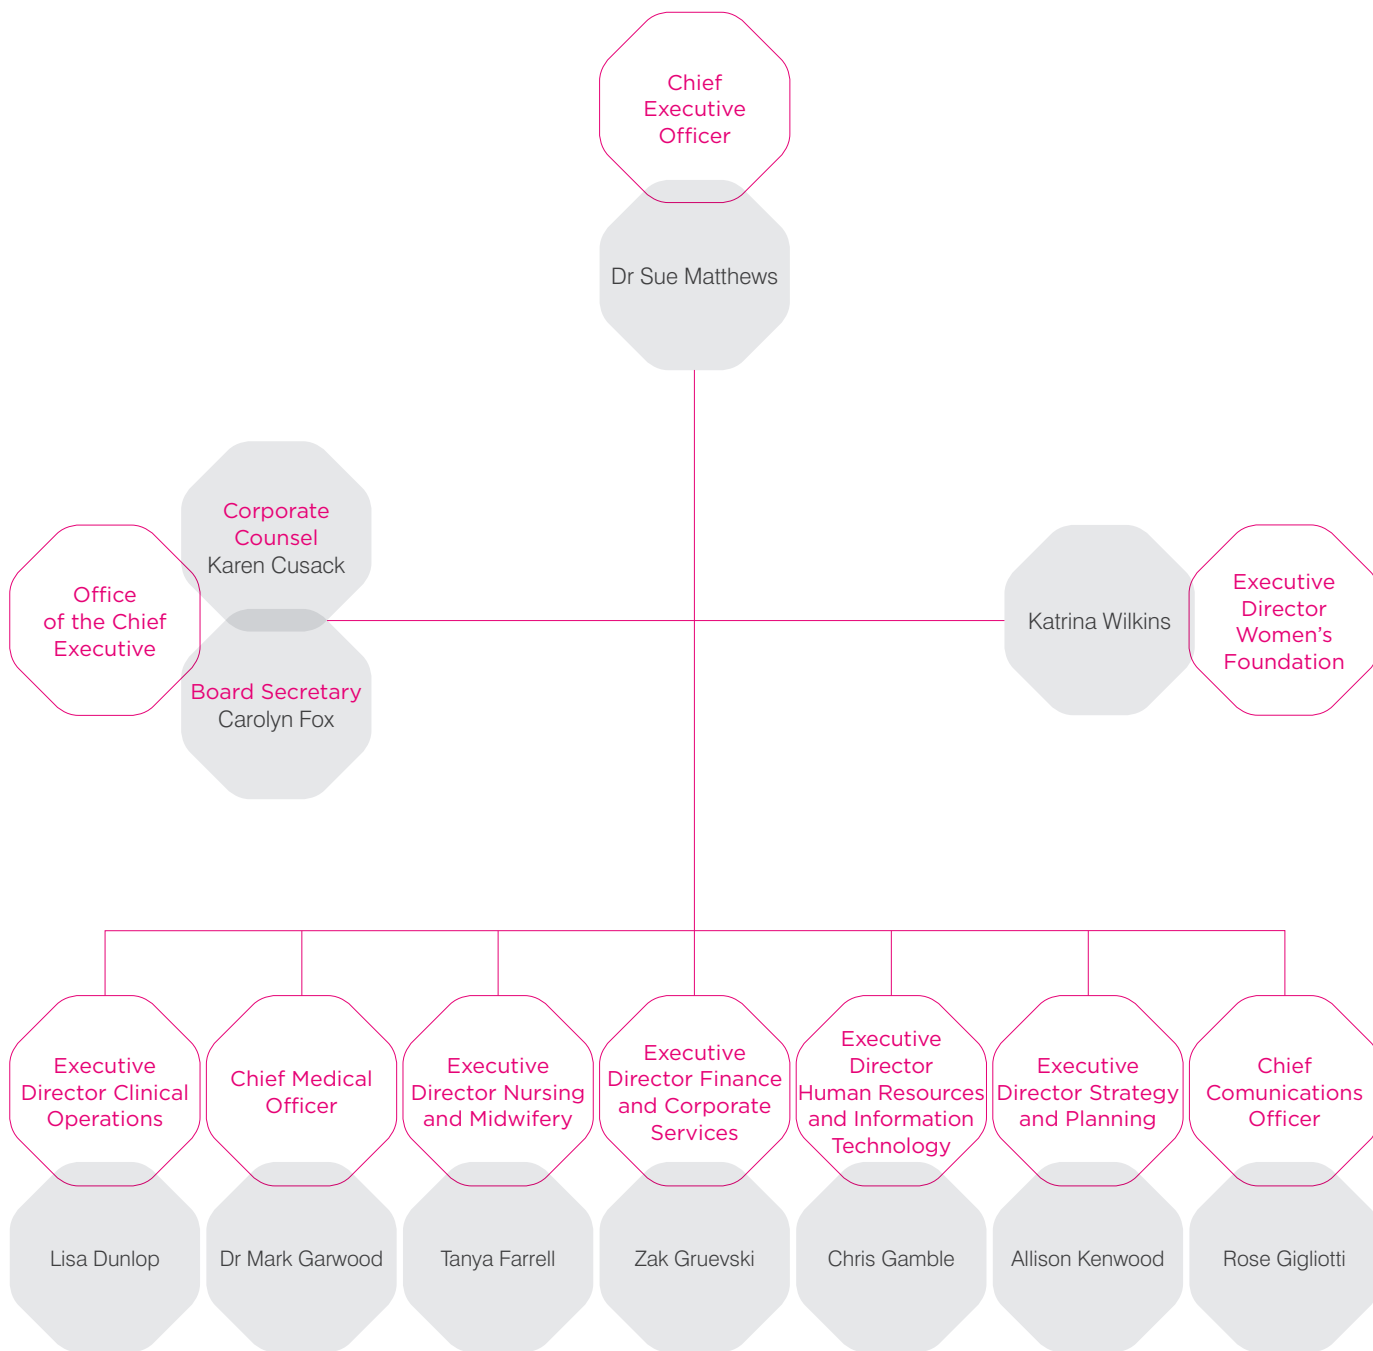 Chief
Executive
Officer
Dr Sue Matthews
Corporate
Counsel
Karen Cusack
Office
of the Chief
Executive
Board Secretary
Carolyn Fox
Katrina Wilkins
Executive
Director
Women’s
Foundation
Executive
Director Clinical
Operations
Lisa Dunlop
Chief Medical
Officer
Dr Mark Garwood
Executive
Director Nursing
and Midwifery
Tanya Farrell
Executive
Director Finance
and Corporate
Services
Zak Gruevski
Executive
Director
Human Resources
and Information
Technology
Chris Gamble
Executive
Director Strategy
and Planning
Allison Kenwood
Chief
Comunications
Officer
Rose Gigliotti